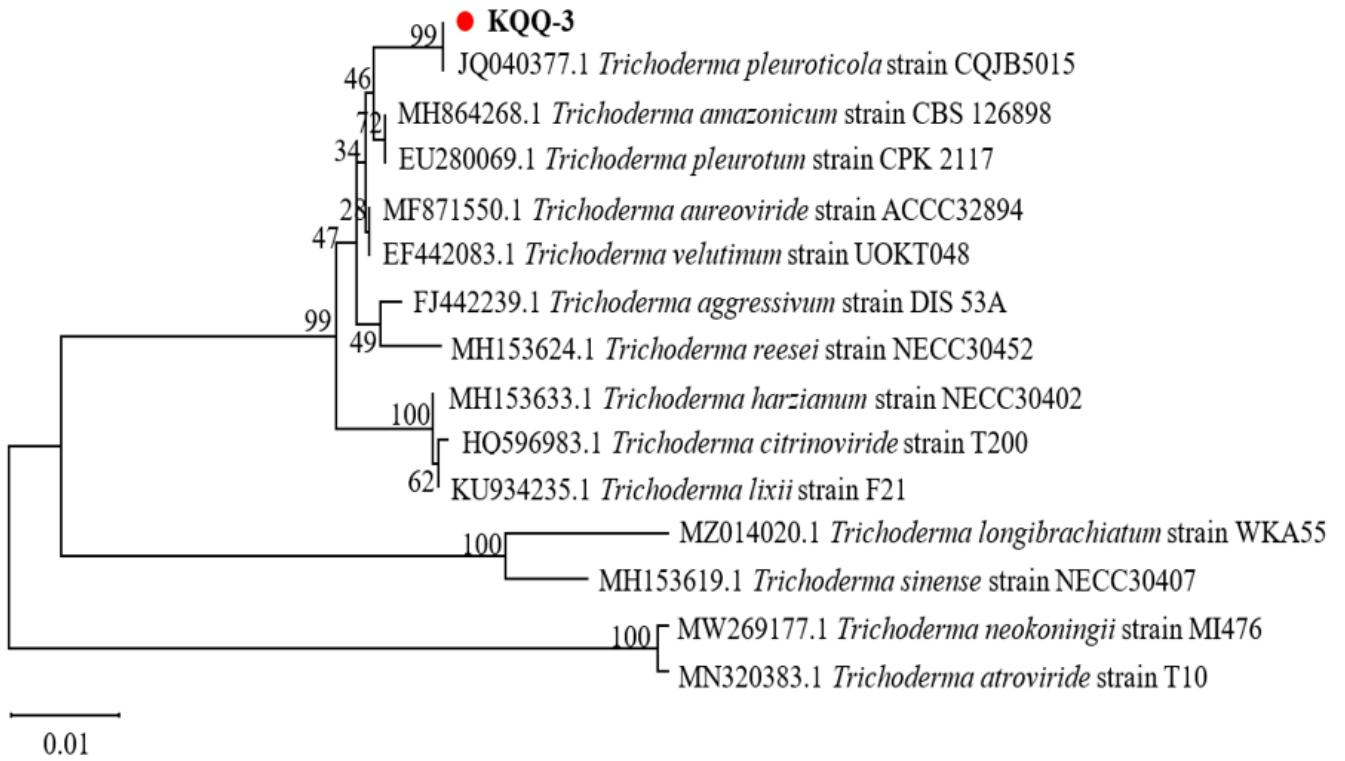 99
KQQ-3
JQ040377.1 Trichoderma pleuroticola strain CQJB5015
46
72
MH864268.1 Trichoderma amazonicum strain CBS 126898
34
EU280069.1 Trichoderma pleurotum strain CPK 2117
28
MF871550.1 Trichoderma aureoviride strain ACCC32894
47
EF442083.1 Trichoderma velutinum strain UOKT048
99
FJ442239.1 Trichoderma aggressivum strain DIS 53A
49
MH153624.1 Trichoderma reesei strain NECC30452
100
MH153633.1 Trichoderma harzianum strain NECC30402
HQ596983.1 Trichoderma citrinoviride strain T200
62
KU934235.1 Trichoderma lixii strain F21
100
MZ014020.1 Trichoderma longibrachiatum strain WKA55
MH153619.1 Trichoderma sinense strain NECC30407
100
MW269177.1 Trichoderma neokoningii strain MI476
MN320383.1 Trichoderma atroviride strain T10
0.01